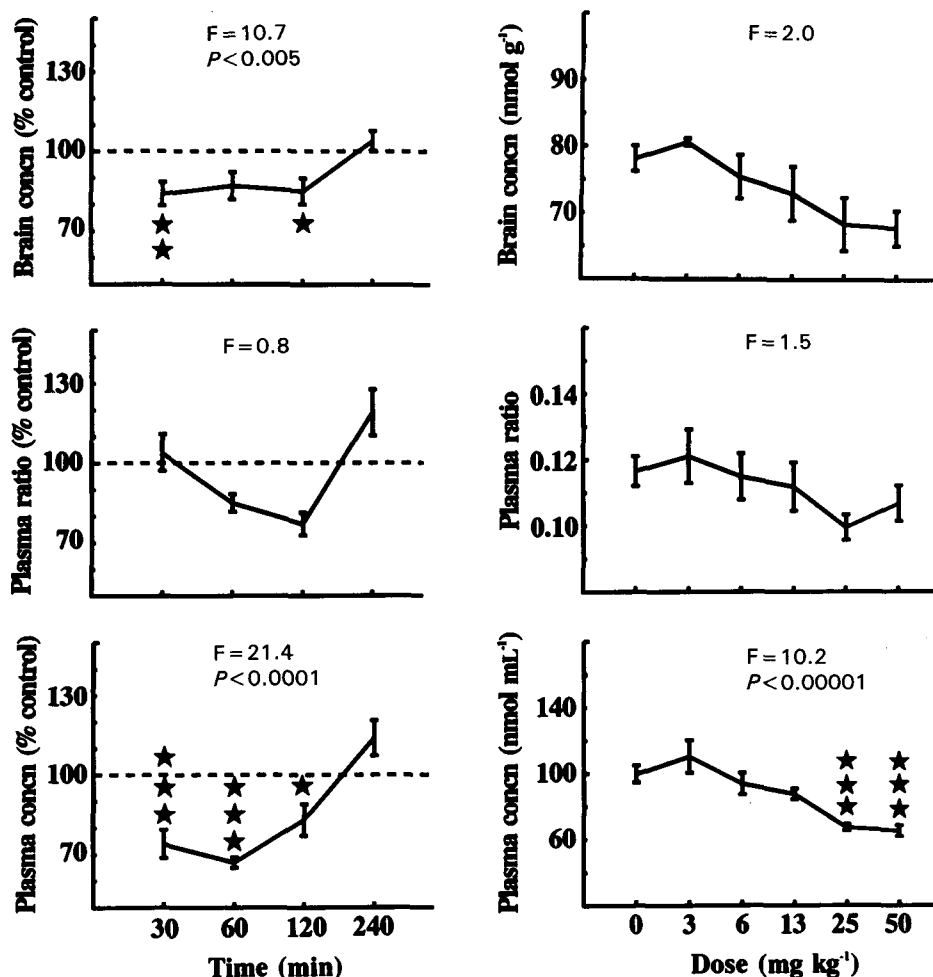 Brain concn (% control)
130
100
70
F=10.7
P<0.005
Brain concn (nmol g⁻¹)
90
80
70
F=2.0
Plasma ratio (% control)
130
100
70
F=0.8
Plasma ratio
0.14
0.12
0.10
F=1.5
Plasma concn (% control)
130
100
70
F=21.4
P<0.0001
30 60 120 240
Time (min)
Plasma concn (nmol mL⁻¹)
140
100
60
F=10.2
P<0.00001
0 3 6 13 25 50
Dose (mg kg⁻¹)